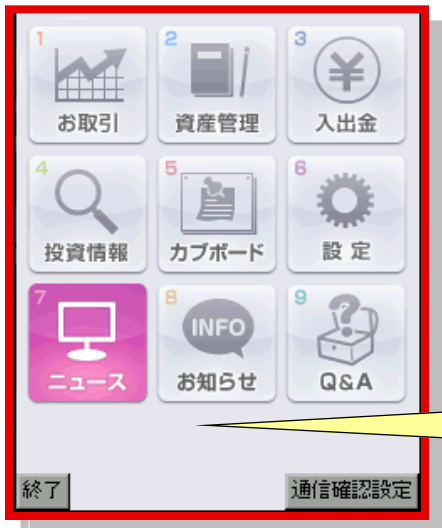 1 2 3
お取引 資産管理 入出金
4 5 6
投資情報 カブボード 設定
7 8 9
INFO
ニュース お知らせ Q&A
終了 通信確認設定